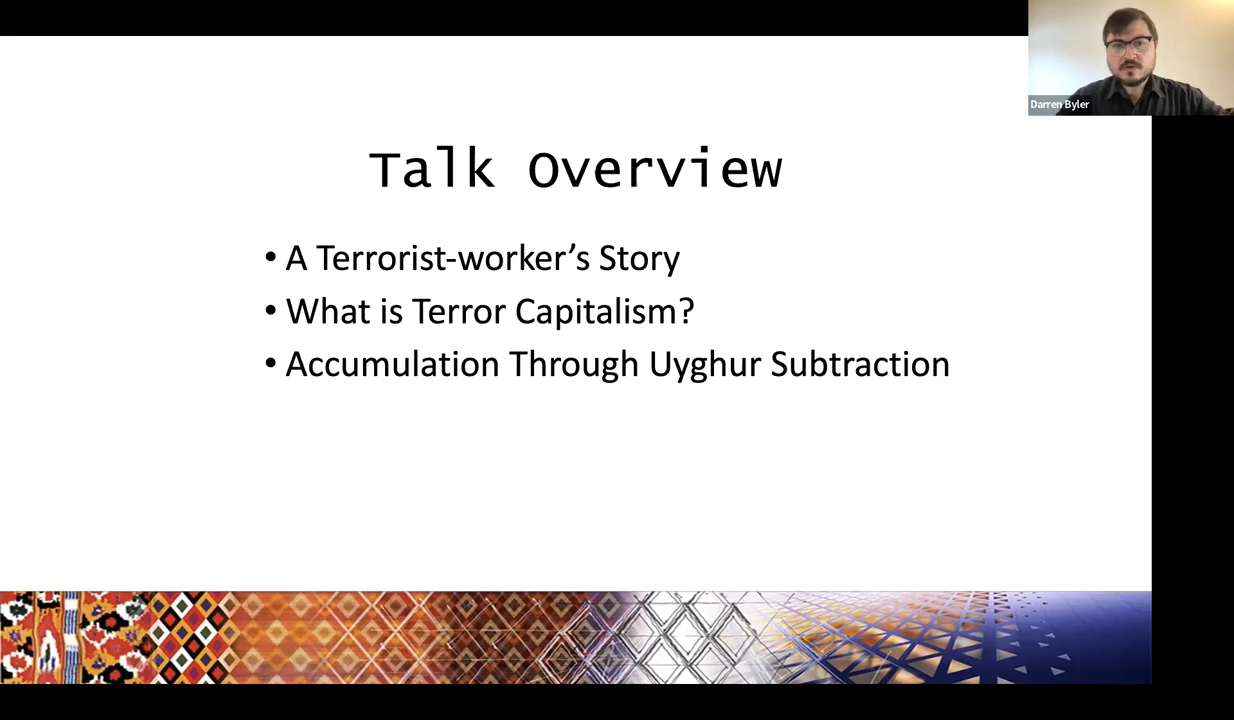 Darren Byler
Talk Overview
• A Terrorist-worker’s Story
• What is Terror Capitalism?
• Accumulation Through Uyghur Subtraction